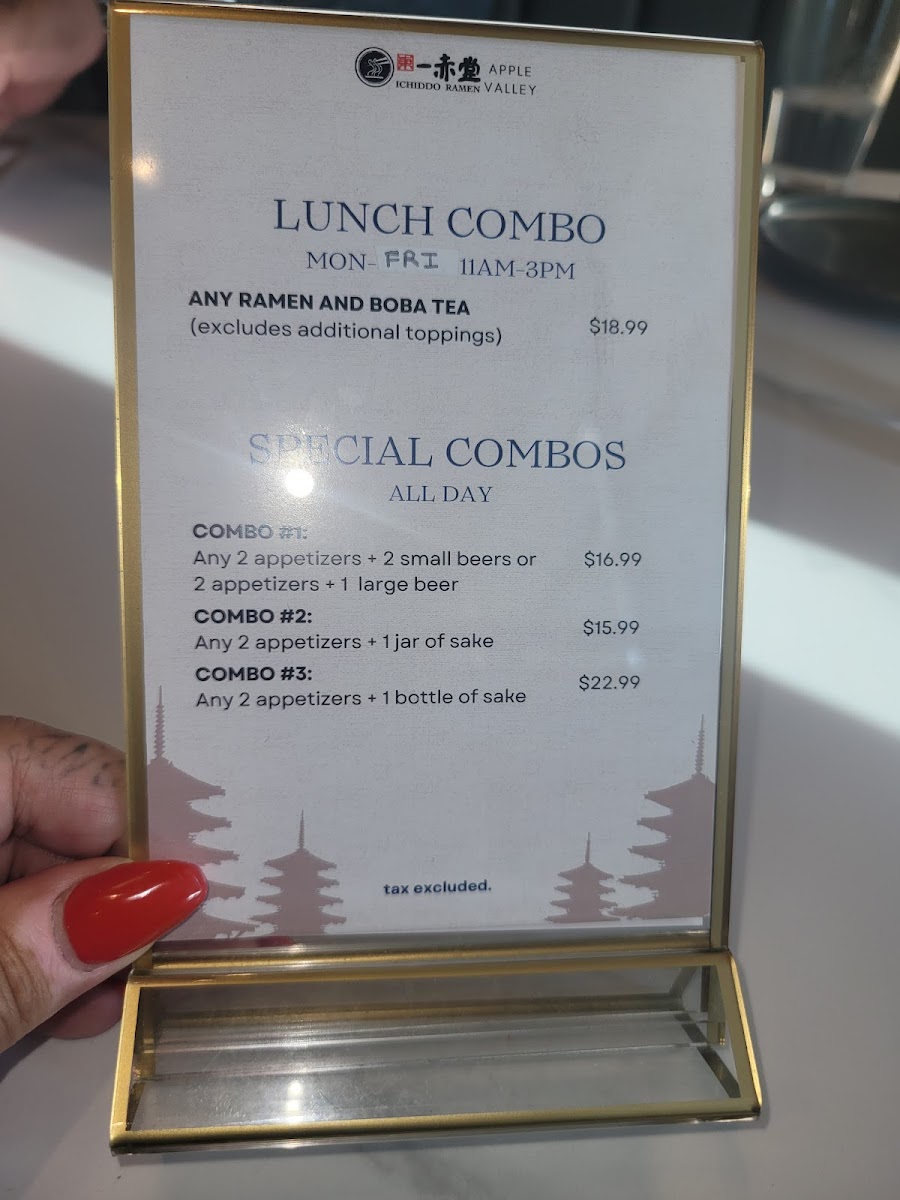 東一赤堂 APPLE
ICHIDDO RAMEN VALLEY
LUNCH COMBO
MON-FRI 11AM-3PM
ANY RAMEN AND BOBA TEA
(excludes additional toppings) $18.99
SPECIAL COMBOS
ALL DAY
COMBO #1:
Any 2 appetizers + 2 small beers or $16.99
2 appetizers + 1 large beer
COMBO #2:
Any 2 appetizers + 1 jar of sake $15.99
COMBO #3:
Any 2 appetizers + 1 bottle of sake $22.99
tax excluded.